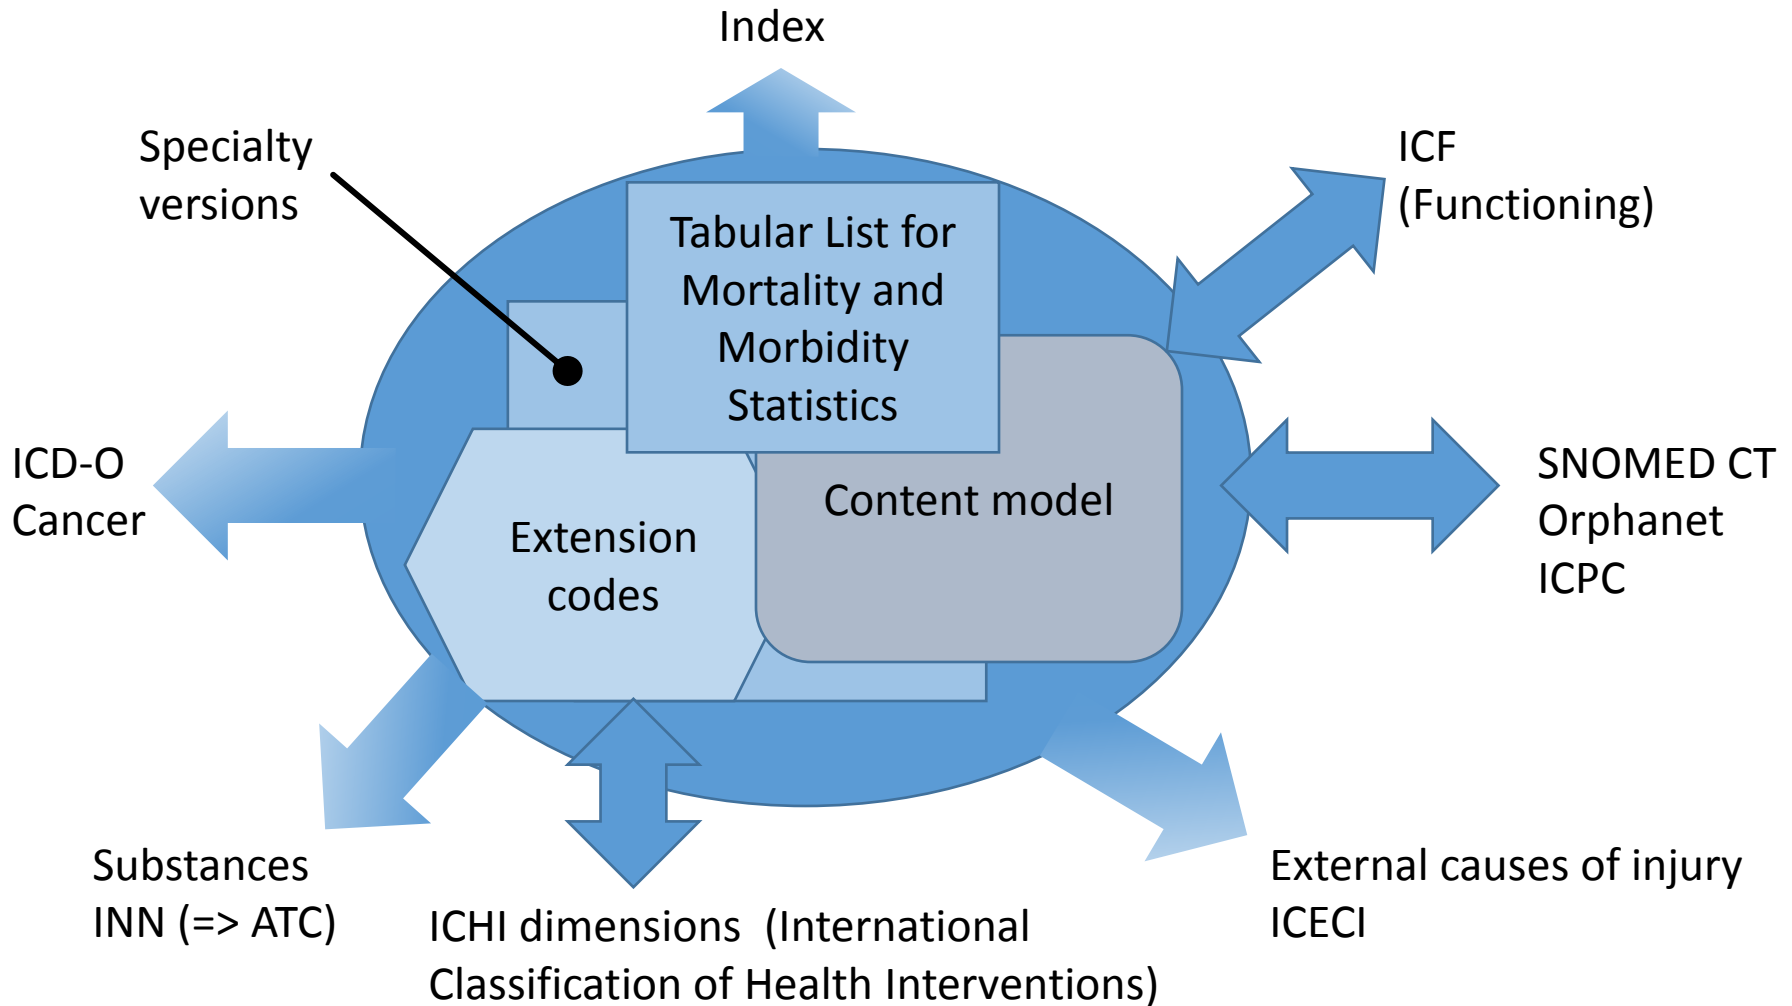 Index
Specialty
versions
ICF
(Functioning)
Tabular List for
Mortality and
Morbidity
Statistics
ICD-O
Cancer
Content model
SNOMED CT
Orphanet
ICPC
Extension
codes
Substances
INN (=> ATC)
ICHI dimensions  (International
Classification of Health Interventions)
External causes of injury
ICECI